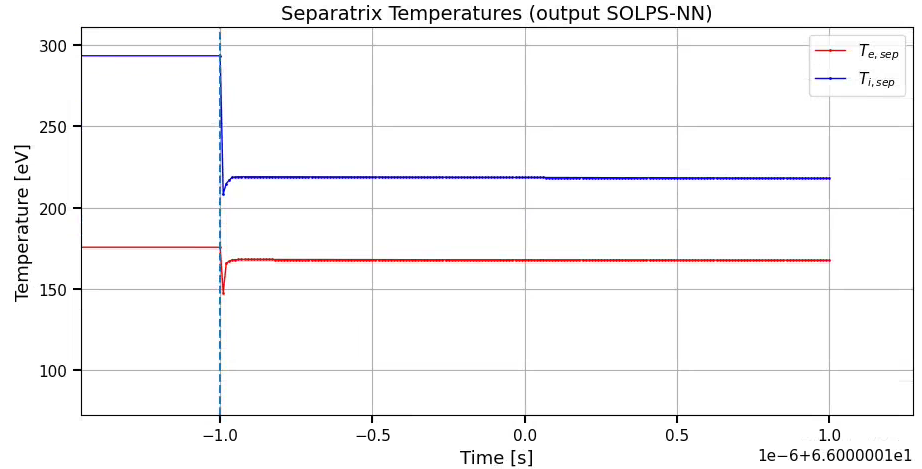 Separatrix Temperatures (output SOLPS-NN)
Temperature [eV]
300
250
200
150
100
T_{e,sep}
T_{i,sep}
−1.0
−0.5
0.0
0.5
1.0
1e−6+6.6000001e1
Time [s]